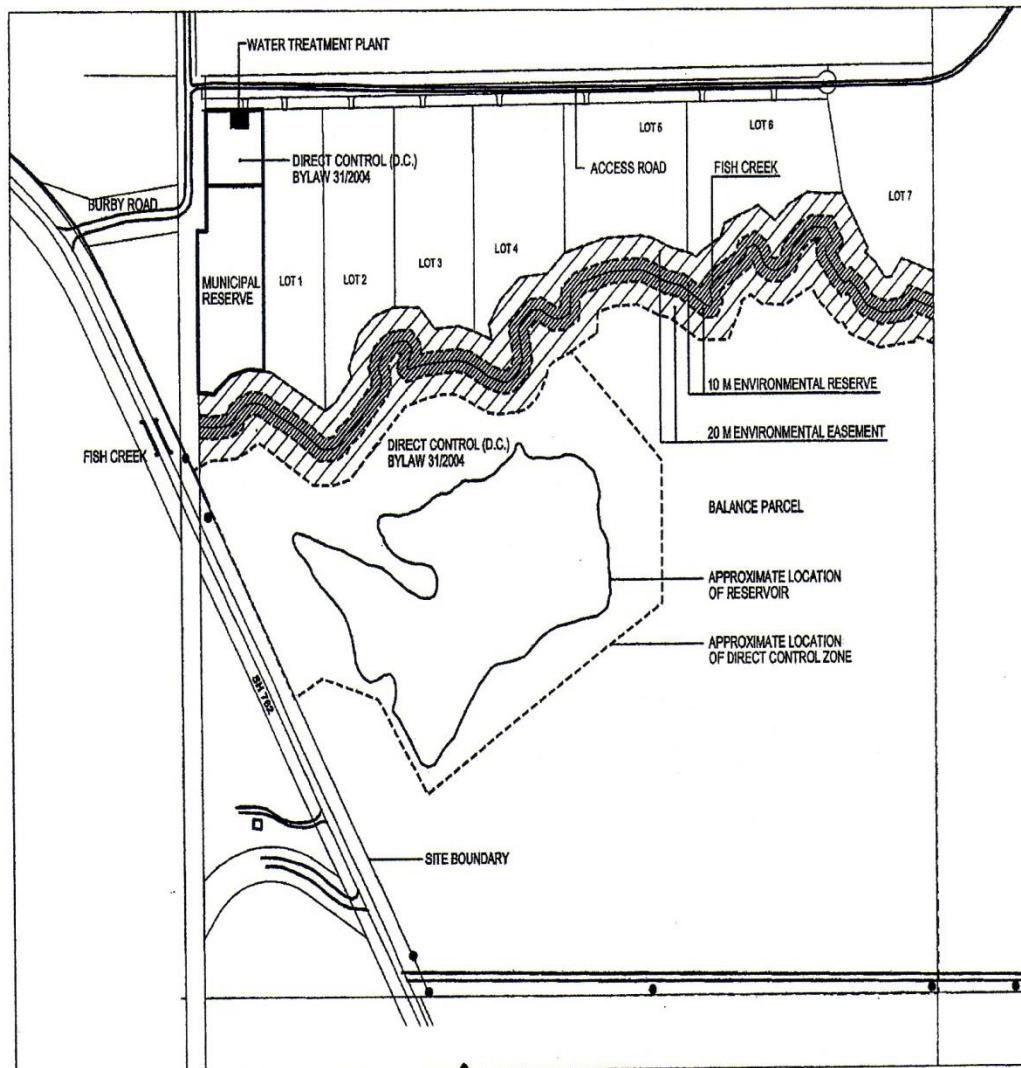 WATER TREATMENT PLANT
LOT 5
LOT 6
DIRECT CONTROL (D.C.)
BYLAW 31/2004
ACCESS ROAD
FISH CREEK
BURBY ROAD
LOT 7
MUNICIPAL
RESERVE
LOT 1
LOT 2
LOT 3
LOT 4
10 M ENVIRONMENTAL RESERVE
20 M ENVIRONMENTAL EASEMENT
DIRECT CONTROL (D.C.)
BYLAW 31/2004
FISH CREEK
BALANCE PARCEL
APPROXIMATE LOCATION
OF RESERVOIR
APPROXIMATE LOCATION
OF DIRECT CONTROL ZONE
SH 762
SITE BOUNDARY